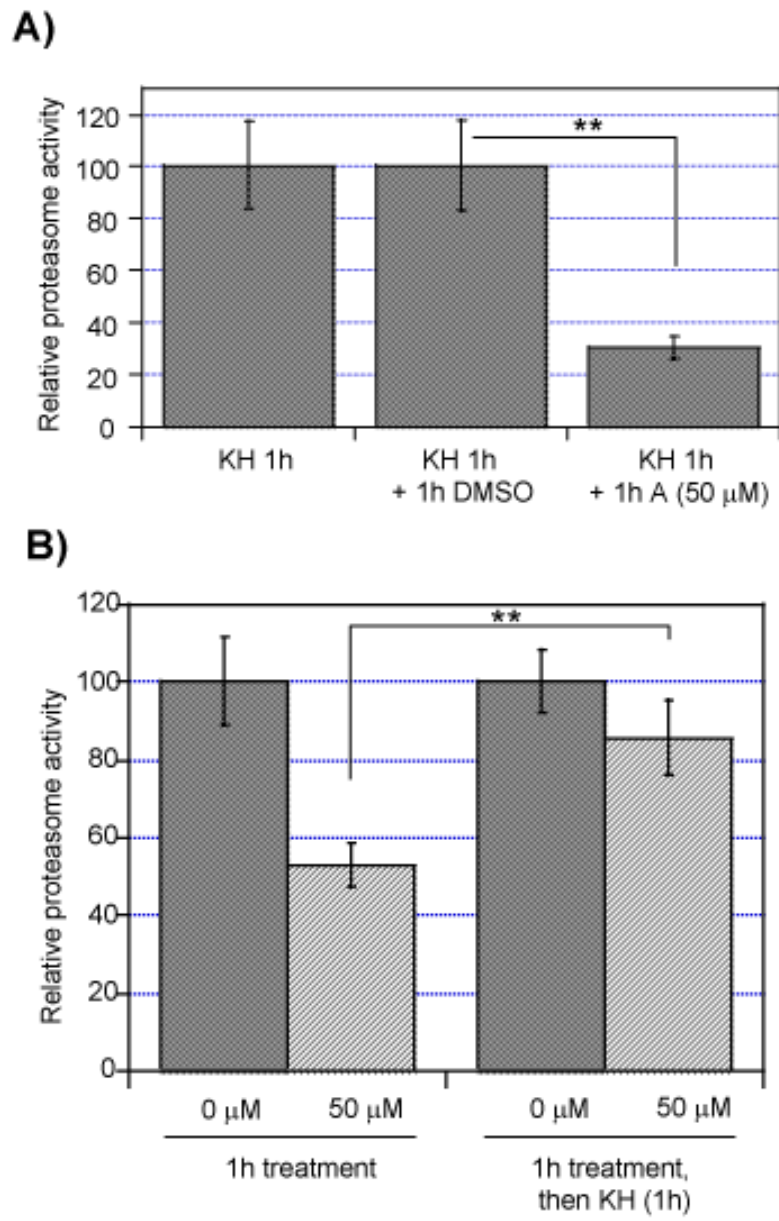 A)
Relative proteasome activity
120
100
80
60
40
20
0
**
KH 1h
KH 1h
+ 1h DMSO
KH 1h
+ 1h A (50 µM)
B)
Relative proteasome activity
120
100
80
60
40
20
0
**
0 µM 50 µM 0 µM 50 µM
1h treatment
1h treatment,
then KH (1h)